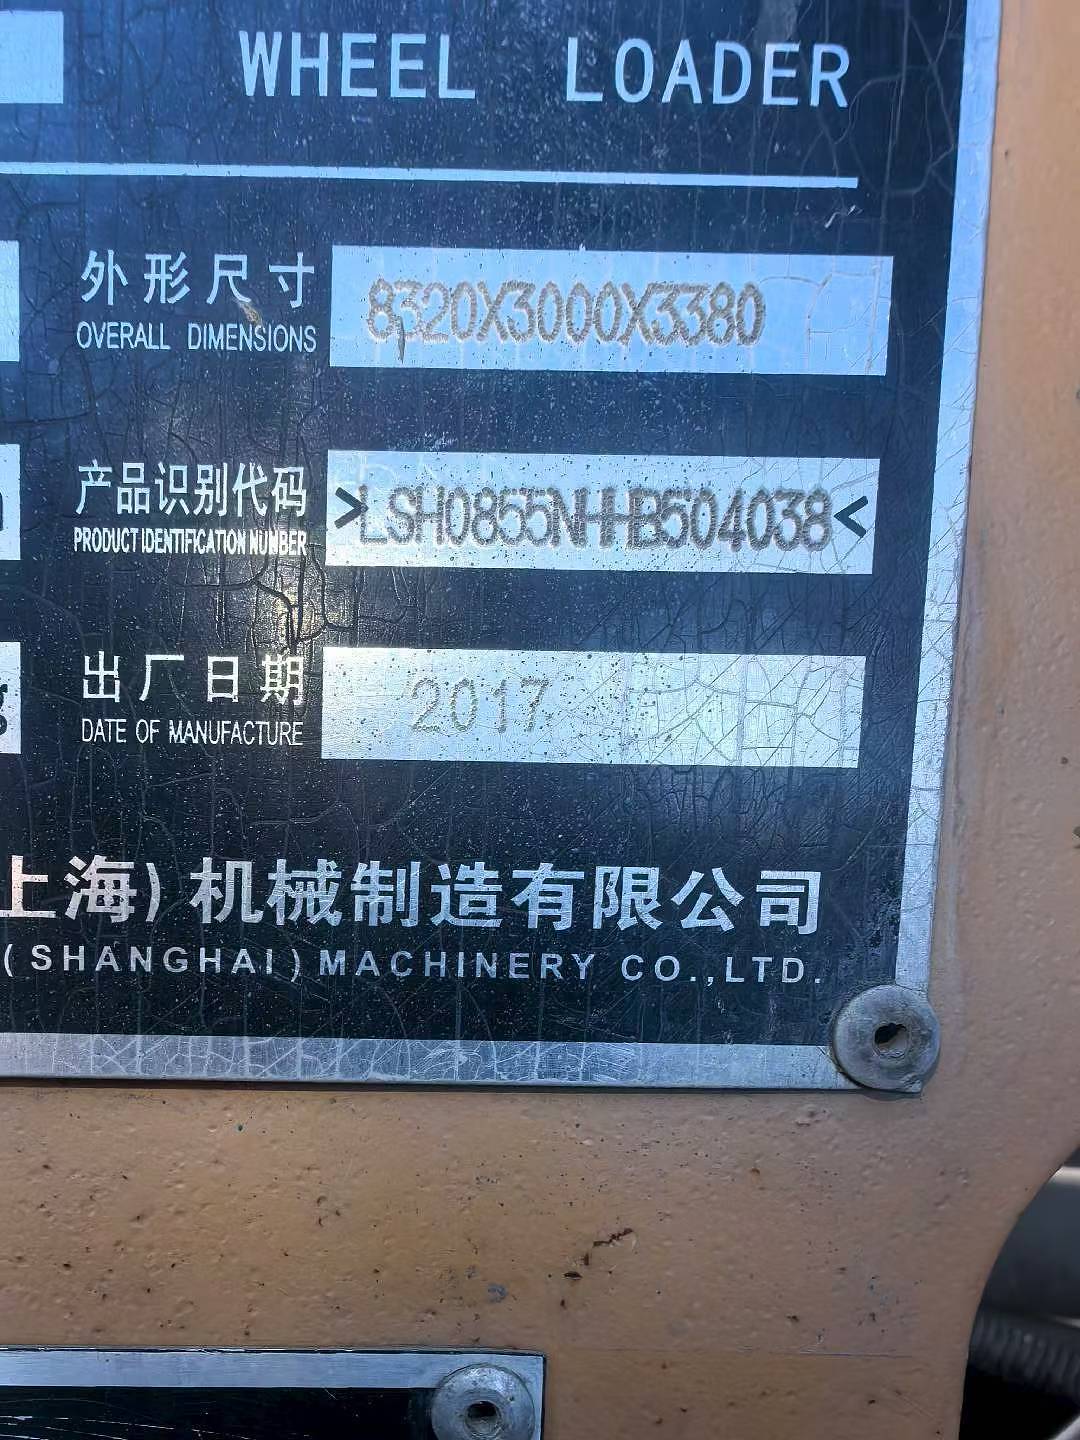 WHEEL LOADER
外形尺寸 8320X3000X3380
OVERALL DIMENSIONS
产品识别代码 >LSH0855NHHB504038<
PRODUCT IDENTIFICATION NUMBER
出厂日期 2017
DATE OF MANUFACTURE
上海)机械制造有限公司
(SHANGHAI) MACHINERY CO.,LTD.